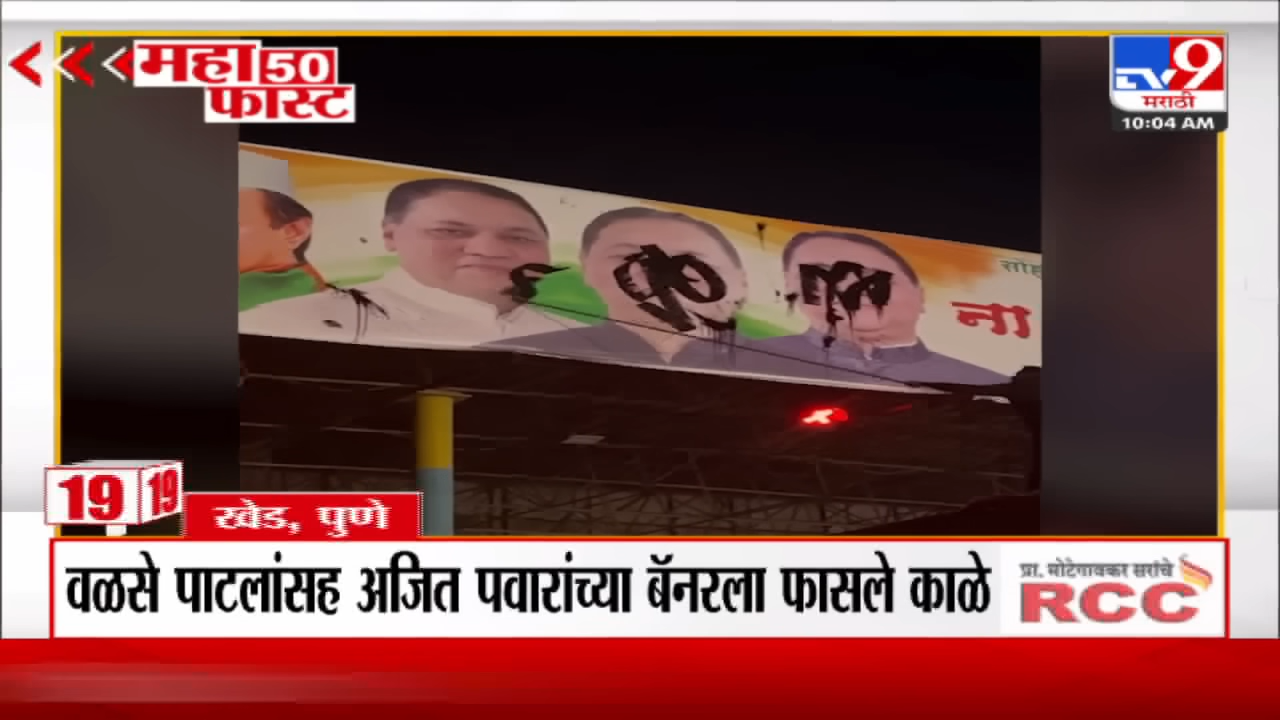 महा 50
फास्ट
TV9
मराठी
10:04 AM
ना
19 19
खेड, पुणे
वळसे पाटलांसह अजित पवारांच्या बॅनरला फासले काळे
प्रा. मोटेगावकर सरांचे
RCC